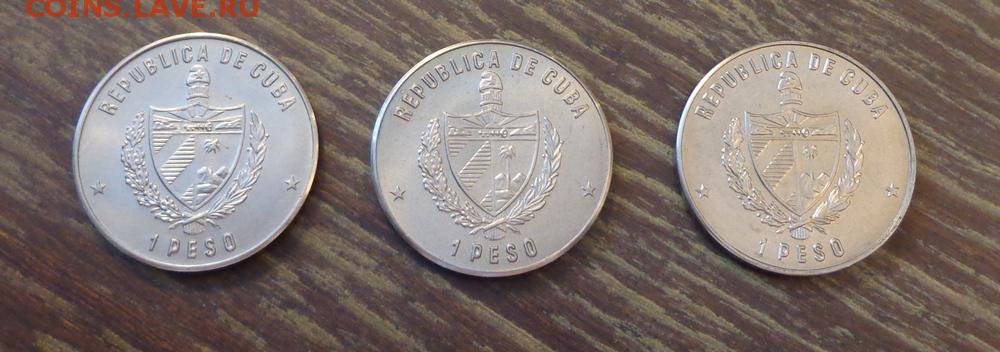 COINS.LAVE.RU
REPUBLICA DE CUBA
1 PESO
REPUBLICA DE CUBA
1 PESO
REPUBLICA DE CUBA
1 PESO